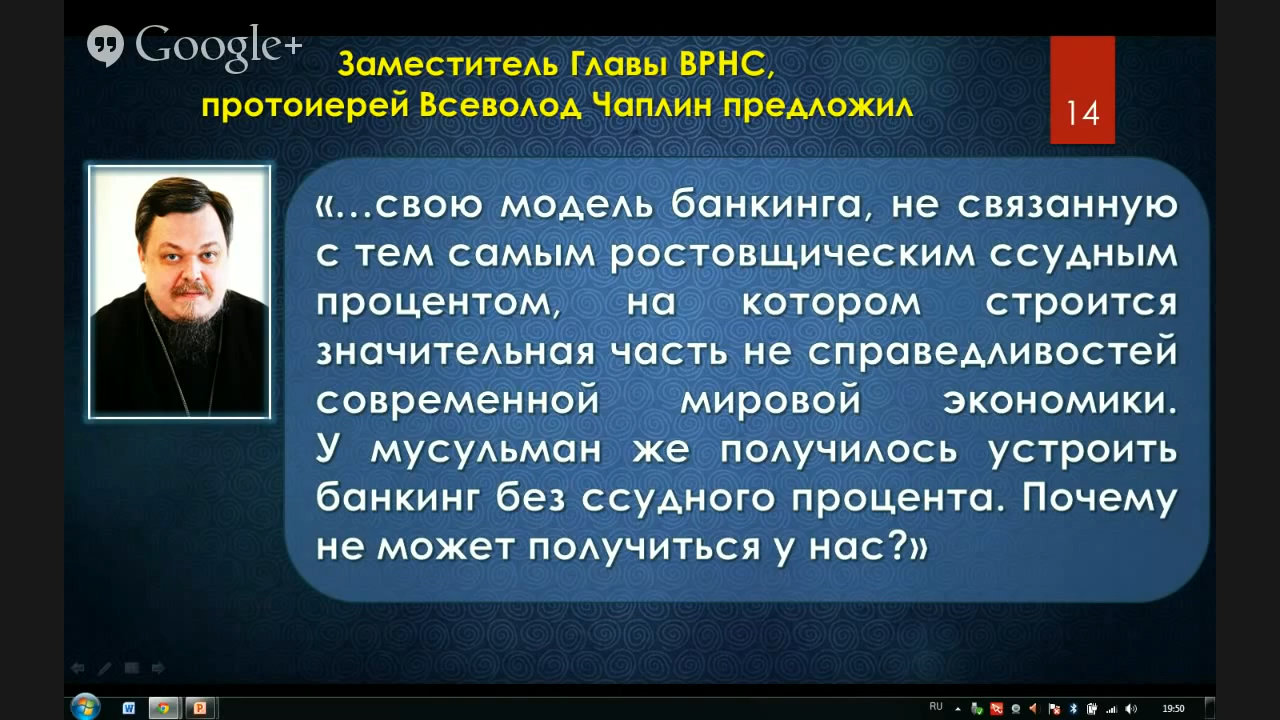 Google+
Заместитель Главы ВРНС,
протоиерей Всеволод Чаплин предложил
14
«...свою модель банкинга, не связанную
с тем самым ростовщическим ссудным
процентом, на котором строится
значительная часть не справедливостей
современной мировой экономики.
У мусульман же получилось устроить
банкинг без ссудного процента. Почему
не может получиться у нас?»
RU
19:50